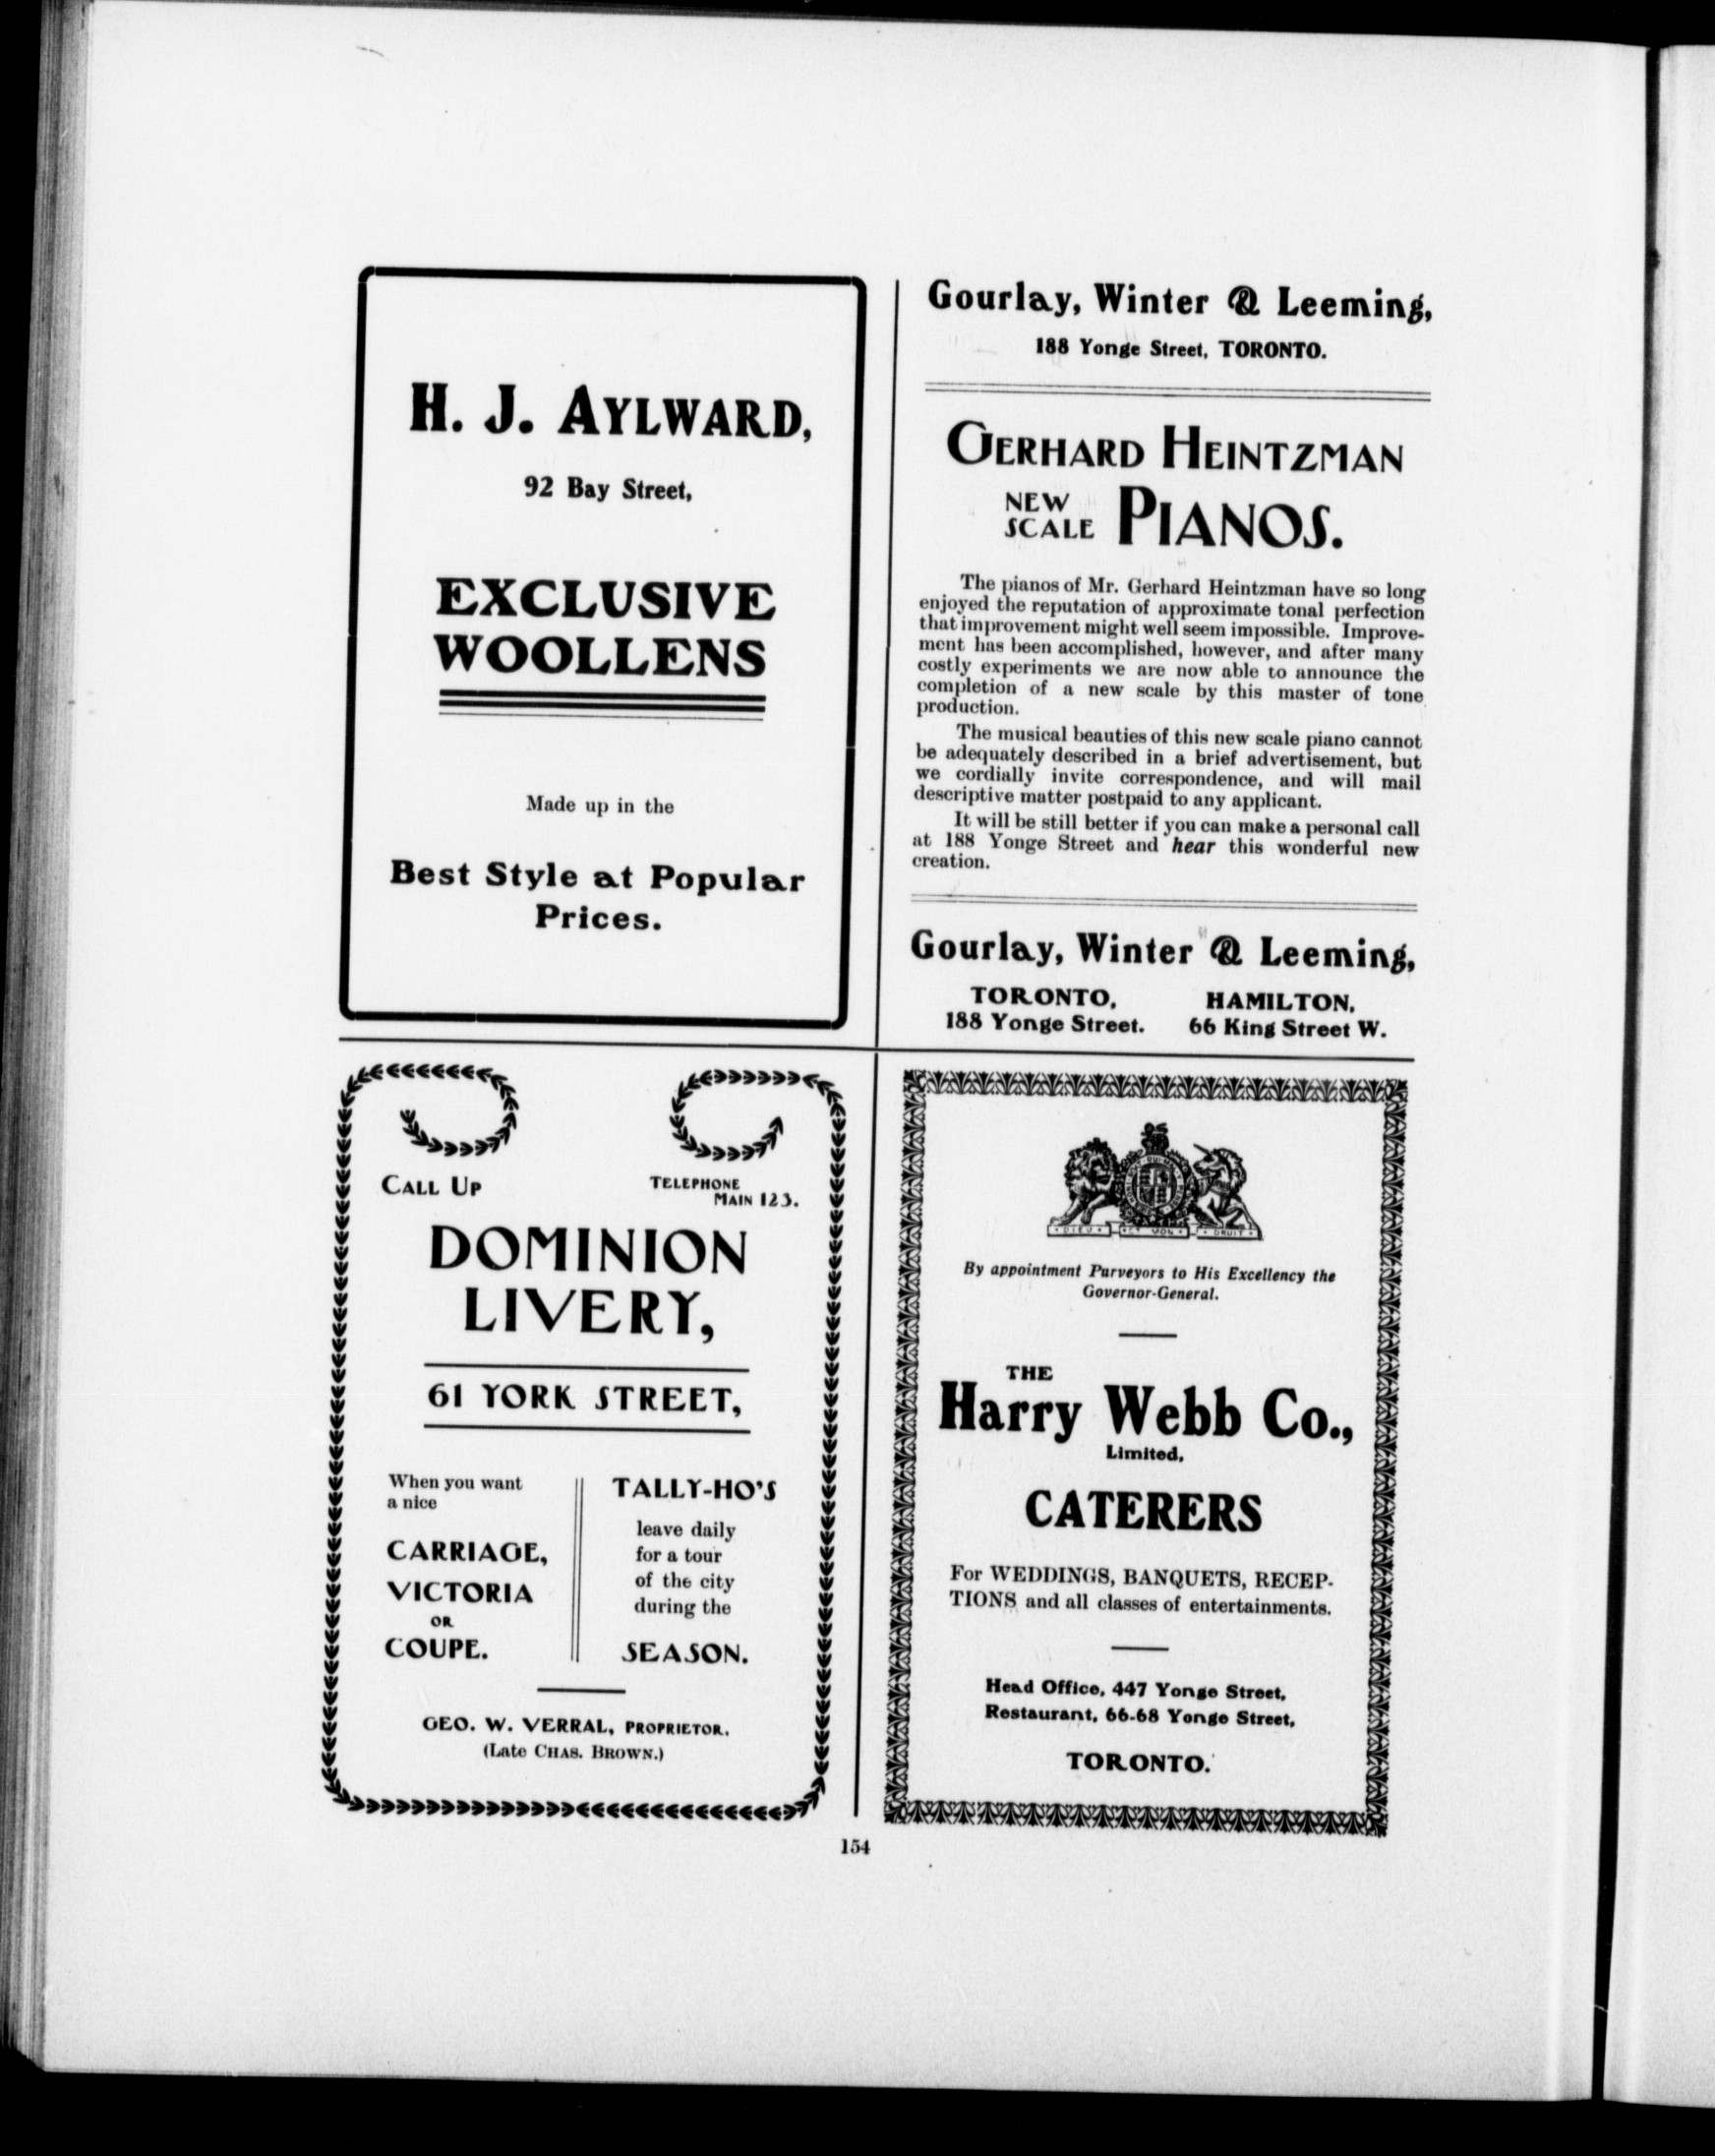 H. J. AYLWARD,
92 Bay Street,
EXCLUSIVE
WOOLLENS
Made up in the
Best Style at Popular
Prices.
Gourlay, Winter & Leeming,
188 Yonge Street, TORONTO.
GERHARD HEINTZMAN
NEW
SCALE PIANOS.
The pianos of Mr. Gerhard Heintzman have so long
enjoyed the reputation of approximate tonal perfection
that improvement might well seem impossible. Improve-
ment has been accomplished, however, and after many
costly experiments we are now able to announce the
completion of a new scale by this master of tone
production.
The musical beauties of this new scale piano cannot
be adequately described in a brief advertisement, but
we cordially invite correspondence, and will mail
descriptive matter postpaid to any applicant.
It will be still better if you can make a personal call
at 188 Yonge Street and hear this wonderful new
creation.
Gourlay, Winter & Leeming,
TORONTO, HAMILTON,
188 Yonge Street. 66 King Street W.
CALL UP TELEPHONE
MAIN 123.
DOMINION
LIVERY,
61 YORK STREET,
When you want
a nice
CARRIAGE,
VICTORIA
OR
COUPE.
TALLY-HO'S
leave daily
for a tour
of the city
during the
SEASON.
GEO. W. VERRAL, PROPRIETOR.
(Late CHAS. BROWN.)
DIEU ET MON DROIT
By appointment Purveyors to His Excellency the
Governor-General.
THE
Harry Webb Co.,
Limited,
CATERERS
For WEDDINGS, BANQUETS, RECEP-
TIONS and all classes of entertainments.
Head Office, 447 Yonge Street,
Restaurant, 66-68 Yonge Street,
TORONTO.
154